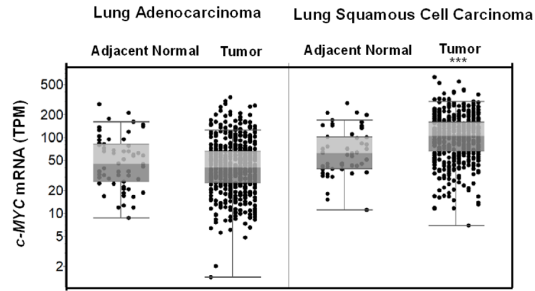 Lung Adenocarcinoma
Lung Squamous Cell Carcinoma
Adjacent Normal
Tumor
Adjacent Normal
Tumor
***
c-MYC mRNA (TPM)
500
200
100
50
20
10
5
2